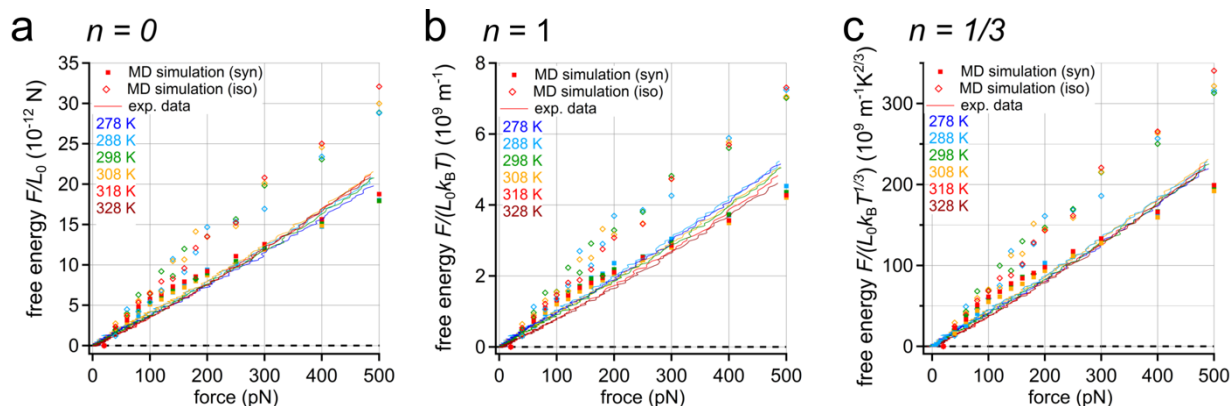 a n = 0
free energy F/L₀ (10⁻¹² N)
35
30
25
20
15
10
5
0
MD simulation (syn)
MD simulation (iso)
exp. data
278 K
288 K
298 K
308 K
318 K
328 K
0 100 200 300 400 500
force (pN)
b n = 1
free energy F/(L₀k_BT) (10⁹ m⁻¹)
8
6
4
2
0
MD simulation (syn)
MD simulation (iso)
exp. data
278 K
288 K
298 K
308 K
318 K
328 K
0 100 200 300 400 500
froce (pN)
c n = 1/3
free energy F/(L₀k_BT^1/3) (10⁹ m⁻¹K^2/3)
300
200
100
0
MD simulation (syn)
MD simulation (iso)
exp. data
278 K
288 K
298 K
308 K
318 K
328 K
0 100 200 300 400 500
force (pN)